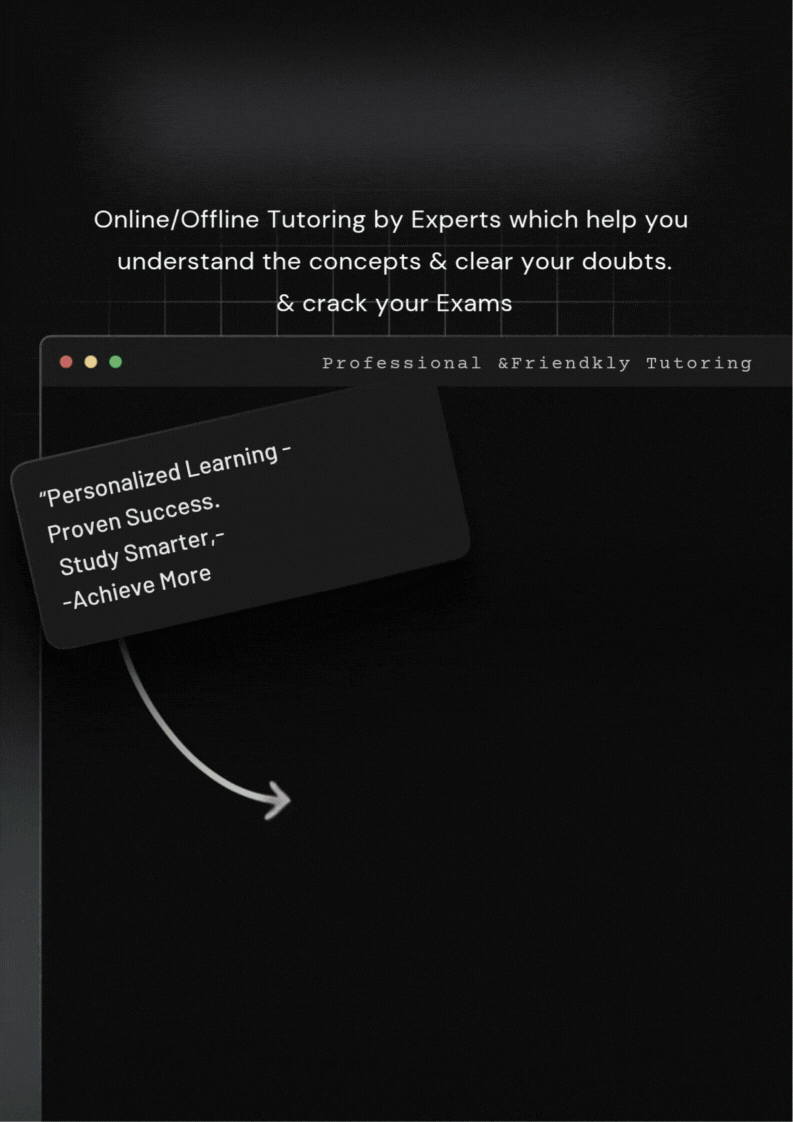 Online/Offline Tutoring by Experts which help you
understand the concepts & clear your doubts.
& crack your Exams
Professional &Friendkly Tutoring
"Personalized Learning -
Proven Success.
Study Smarter,-
-Achieve More